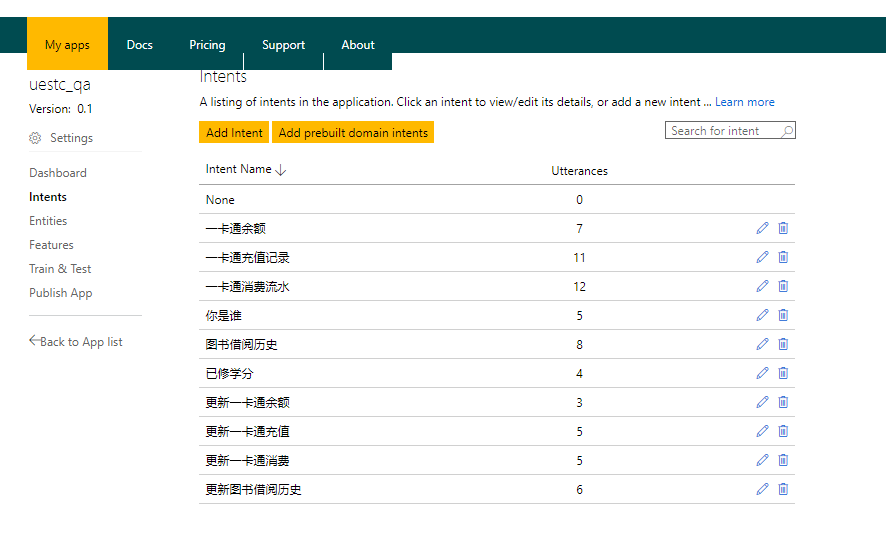 My apps Docs Pricing Support About
uestc_qa
Version: 0.1
Settings
Dashboard
Intents
Entities
Features
Train & Test
Publish App
Back to App list
Intents
A listing of intents in the application. Click an intent to view/edit its details, or add a new intent ... Learn more
Add Intent Add prebuilt domain intents Search for intent
Intent Name Utterances
None 0
一卡通余额 7
一卡通充值记录 11
一卡通消费流水 12
你是谁 5
图书借阅历史 8
已修学分 4
更新一卡通余额 3
更新一卡通充值 5
更新一卡通消费 5
更新图书借阅历史 6